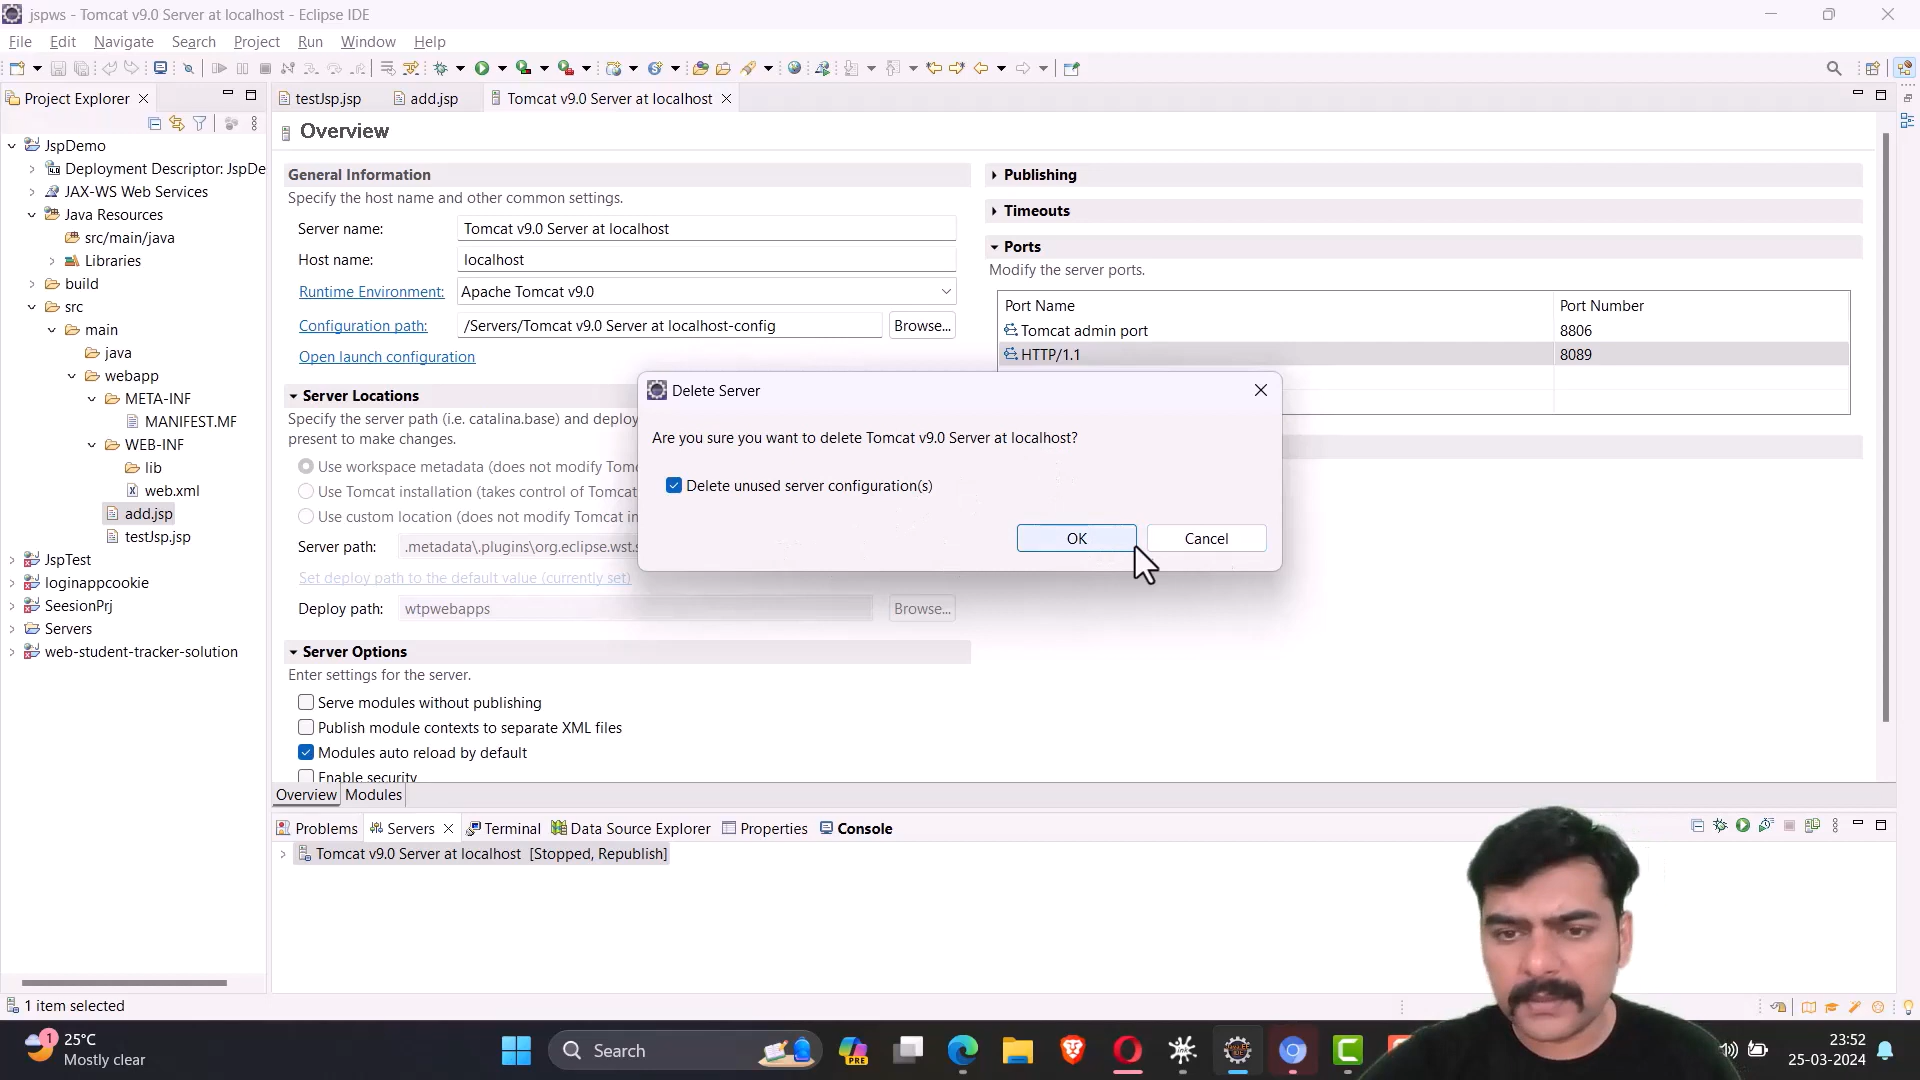 jspws - Tomcat v9.0 Server at localhost - Eclipse IDE
File Edit Navigate Search Project Run Window Help
Project Explorer
testJsp.jsp
add.jsp
Tomcat v9.0 Server at localhost
JspDemo
Deployment Descriptor: JspDe
JAX-WS Web Services
Java Resources
src/main/java
Libraries
build
src
main
java
webapp
META-INF
MANIFEST.MF
WEB-INF
lib
web.xml
add.jsp
testJsp.jsp
JspTest
loginappcookie
SeesionPrj
Servers
web-student-tracker-solution
Overview
General Information
Specify the host name and other common settings.
Server name: Tomcat v9.0 Server at localhost
Host name: localhost
Runtime Environment: Apache Tomcat v9.0
Configuration path: /Servers/Tomcat v9.0 Server at localhost-config Browse...
Open launch configuration
Server Locations
Specify the server path (i.e. catalina.base) and deploy
present to make changes.
Use workspace metadata (does not modify Tom
Use Tomcat installation (takes control of Tomcat
Use custom location (does not modify Tomcat in
Server path: .metadata\.plugins\org.eclipse.wst.s
Set deploy path to the default value (currently set)
Deploy path: wtpwebapps Browse...
Server Options
Enter settings for the server.
Serve modules without publishing
Publish module contexts to separate XML files
Modules auto reload by default
Enable security
Publishing
Timeouts
Ports
Modify the server ports.
Port Name Port Number
Tomcat admin port 8806
HTTP/1.1 8089
Delete Server
Are you sure you want to delete Tomcat v9.0 Server at localhost?
Delete unused server configuration(s)
OK Cancel
Overview Modules
Problems Servers Terminal Data Source Explorer Properties Console
Tomcat v9.0 Server at localhost [Stopped, Republish]
1 item selected
1
25°C
Mostly clear
Search
PRE
23:52
25-03-2024